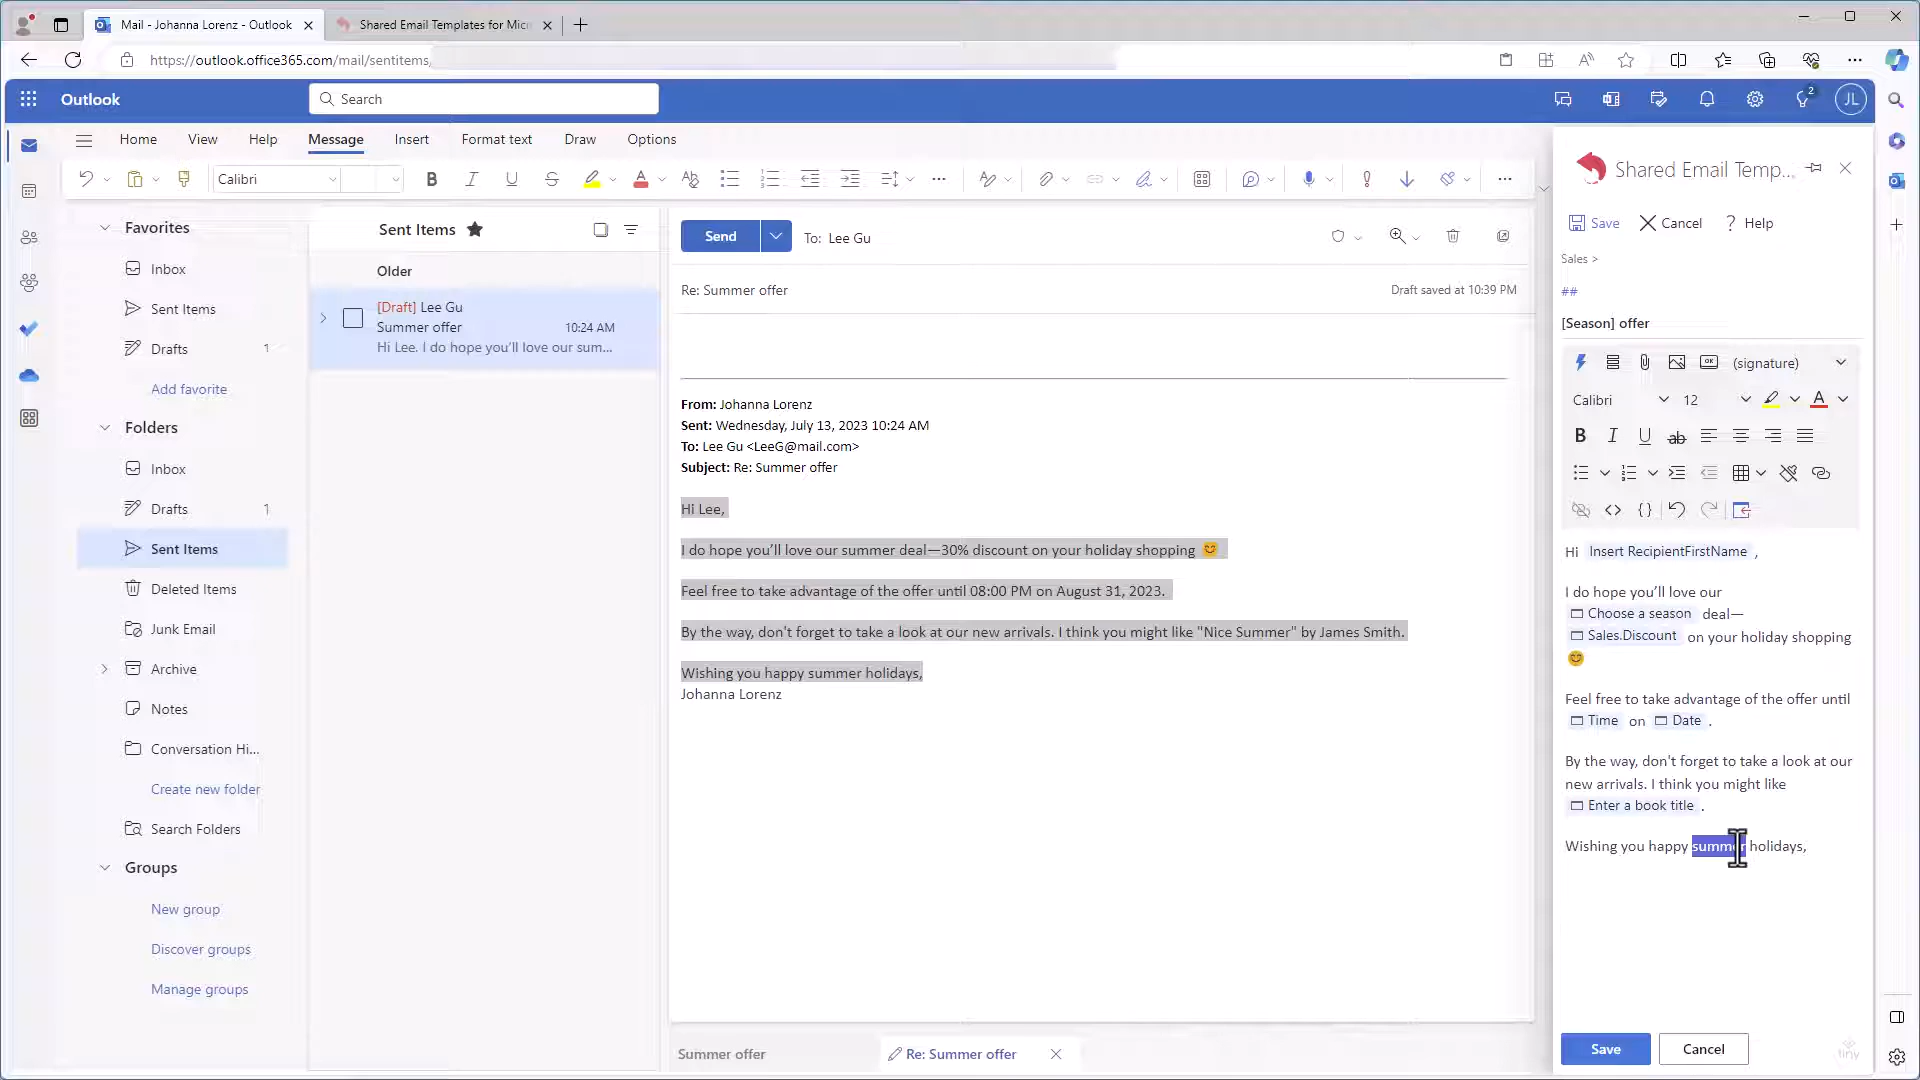 Mail - Johanna Lorenz - Outlook
Shared Email Templates for Micr
https://outlook.office365.com/mail/sentitems,
Outlook
Search
2
JL
Home
View
Help
Message
Insert
Format text
Draw
Options
Calibri
Favorites
Inbox
Sent Items
Drafts
1
Add favorite
Folders
Inbox
Drafts
1
Sent Items
Deleted Items
Junk Email
Archive
Notes
Conversation Hi...
Create new folder
Search Folders
Groups
New group
Discover groups
Manage groups
Sent Items
Older
[Draft] Lee Gu
Summer offer 10:24 AM
Hi Lee. I do hope you’ll love our sum...
Send
To: Lee Gu
Re: Summer offer
Draft saved at 10:39 PM
From: Johanna Lorenz
Sent: Wednesday, July 13, 2023 10:24 AM
To: Lee Gu <LeeG@mail.com>
Subject: Re: Summer offer
Hi Lee,
I do hope you’ll love our summer deal—30% discount on your holiday shopping 😊
Feel free to take advantage of the offer until 08:00 PM on August 31, 2023.
By the way, don't forget to take a look at our new arrivals. I think you might like "Nice Summer" by James Smith.
Wishing you happy summer holidays,
Johanna Lorenz
Summer offer
Re: Summer offer
Shared Email Temp...
Save
Cancel
? Help
Sales >
##
[Season] offer
(signature)
Calibri
12
Hi Insert RecipientFirstName ,
I do hope you’ll love our
Choose a season deal—
Sales.Discount on your holiday shopping
😊
Feel free to take advantage of the offer until
Time on Date .
By the way, don't forget to take a look at our
new arrivals. I think you might like
Enter a book title .
Wishing you happy summer holidays,
Save
Cancel
tiny